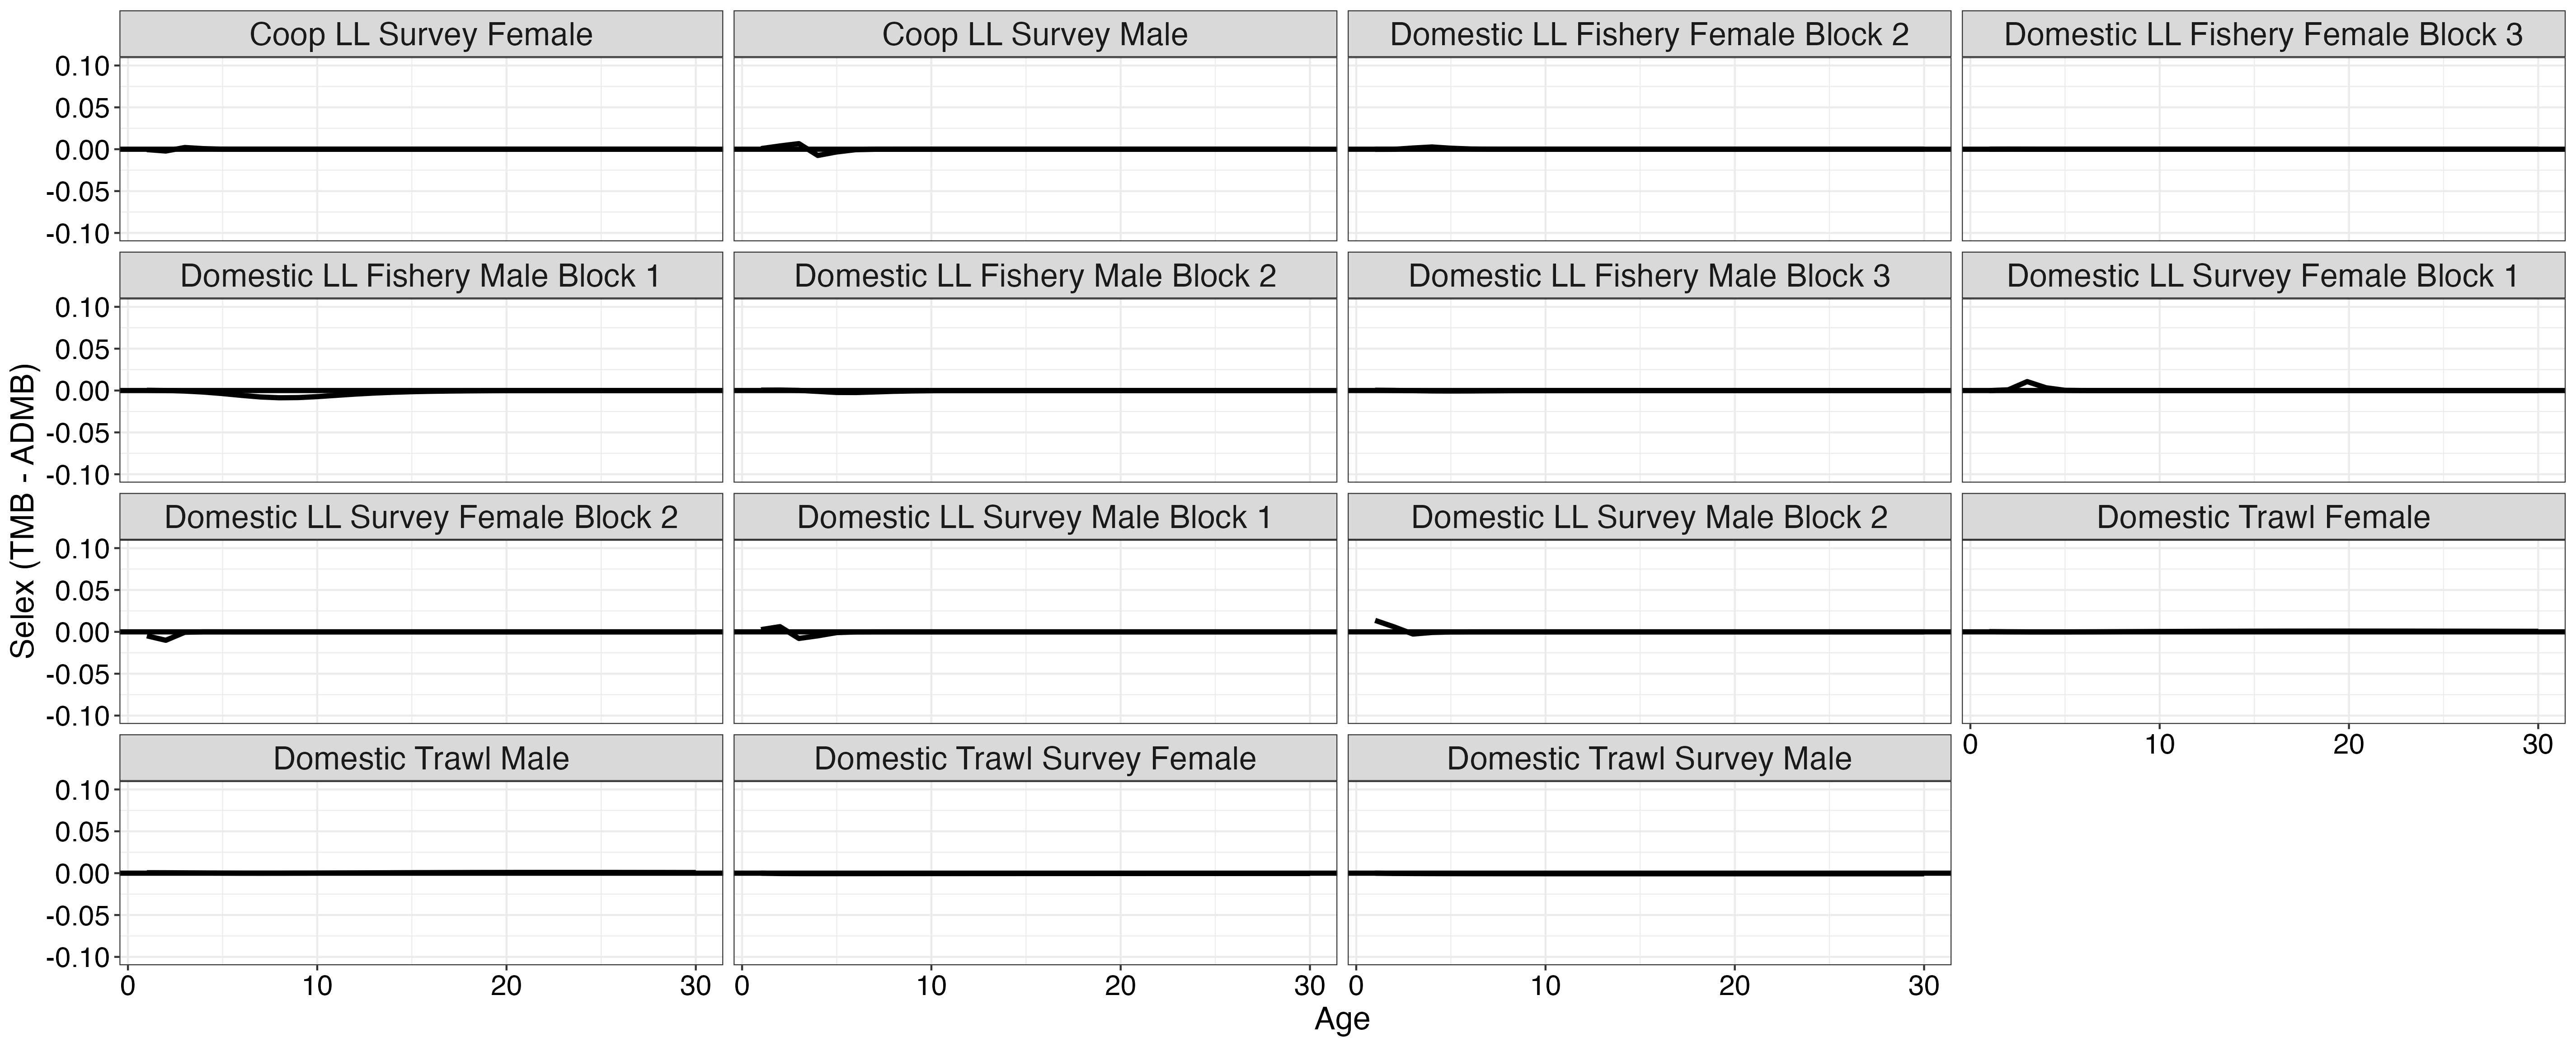 Coop LL Survey Female
Coop LL Survey Male
Domestic LL Fishery Female Block 2
Domestic LL Fishery Female Block 3
0.10
0.05
0.00
-0.05
-0.10
Domestic LL Fishery Male Block 1
Domestic LL Fishery Male Block 2
Domestic LL Fishery Male Block 3
Domestic LL Survey Female Block 1
0.10
0.05
0.00
-0.05
-0.10
Selex (TMB - ADMB)
Domestic LL Survey Female Block 2
Domestic LL Survey Male Block 1
Domestic LL Survey Male Block 2
Domestic Trawl Female
0.10
0.05
0.00
-0.05
-0.10
0 10 20 30
Domestic Trawl Male
Domestic Trawl Survey Female
Domestic Trawl Survey Male
0.10
0.05
0.00
-0.05
-0.10
0 10 20 30
0 10 20 30
0 10 20 30
Age